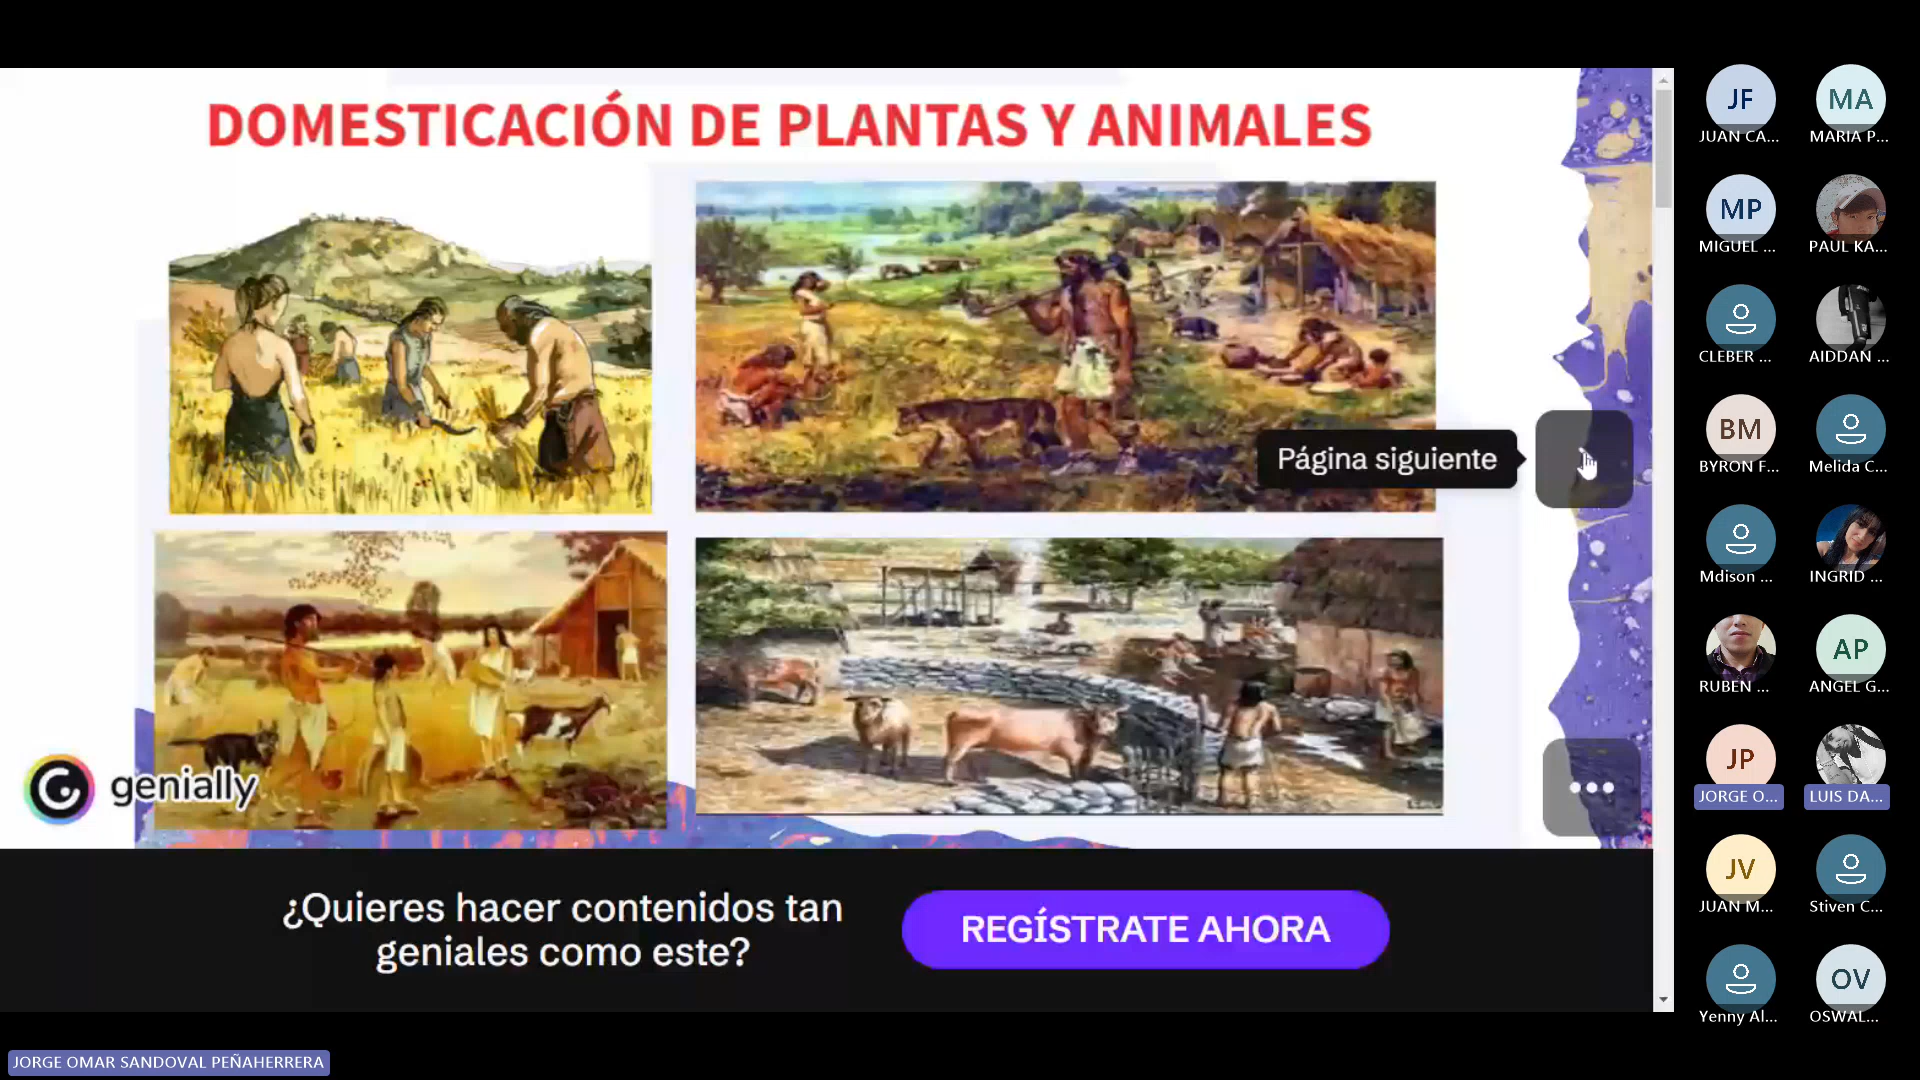 DOMESTICACIÓN DE PLANTAS Y ANIMALES
Página siguiente
genially
¿Quieres hacer contenidos tan
geniales como este?
REGÍSTRATE AHORA
JORGE OMAR SANDOVAL PEÑAHERRERA
JF
JUAN CA...
MA
MARIA P...
MP
MIGUEL ...
PAUL KA...
CLEBER ...
AIDDAN ...
BM
BYRON F...
Melida C...
Mdison ...
INGRID ...
RUBEN ...
AP
ANGEL G...
JP
JORGE O...
LUIS DA...
JV
JUAN M...
Stiven C...
Yenny Al...
OV
OSWAL...